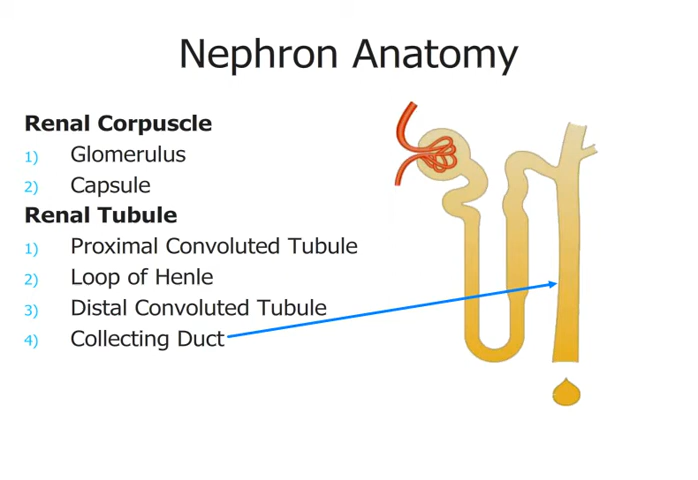 Nephron Anatomy
Renal Corpuscle
1) Glomerulus
2) Capsule
Renal Tubule
1) Proximal Convoluted Tubule
2) Loop of Henle
3) Distal Convoluted Tubule
4) Collecting Duct